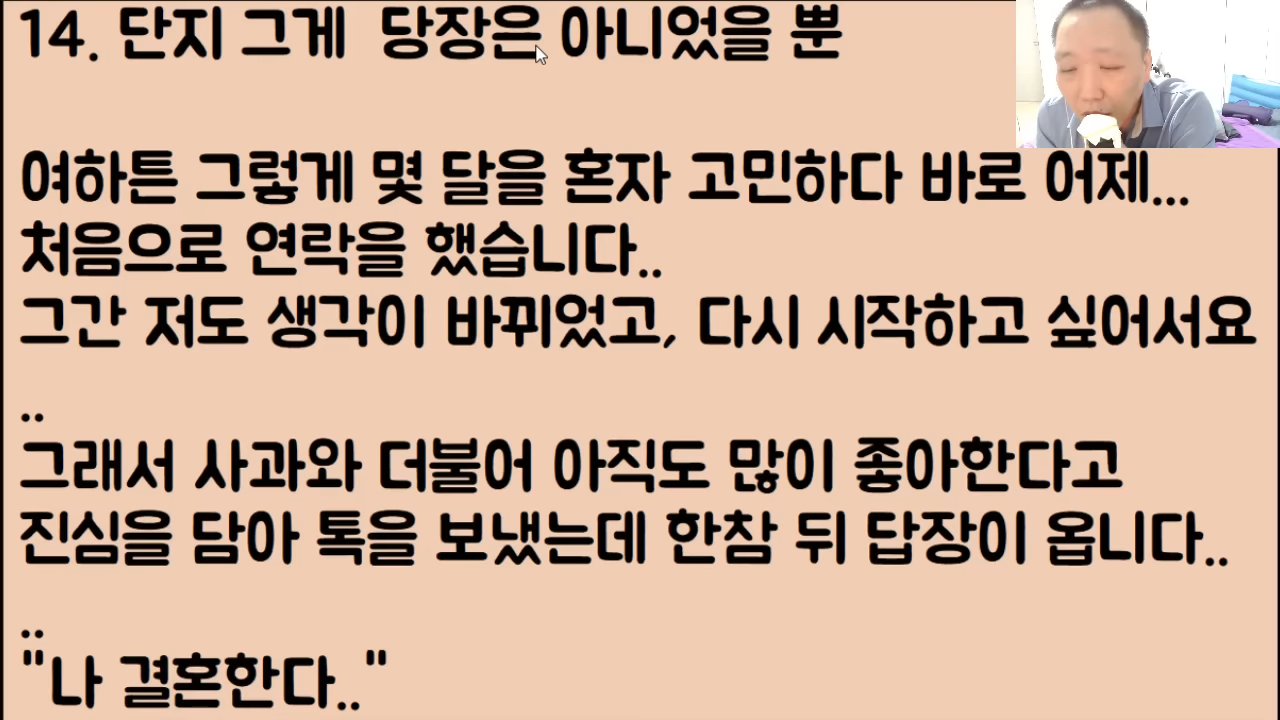 14. 단지 그게  당장은 아니었을 뿐
여하튼 그렇게 몇 달을 혼자 고민하다 바로 어제...
처음으로 연락을 했습니다..
그간 저도 생각이 바뀌었고, 다시 시작하고 싶어서요
..
그래서 사과와 더불어 아직도 많이 좋아한다고
진심을 담아 톡을 보냈는데 한참 뒤 답장이 옵니다..
..
"나 결혼한다.."